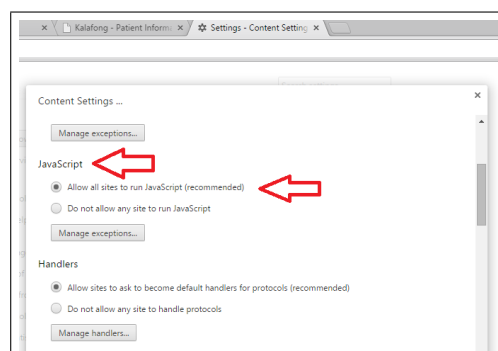 Kalafong - Patient Inform
Settings - Content Setting
Content Settings ...
Manage exceptions...
JavaScript
Allow all sites to run JavaScript (recommended)
Do not allow any site to run JavaScript
Manage exceptions...
Handlers
Allow sites to ask to become default handlers for protocols (recommended)
Do not allow any site to handle protocols
Manage handlers...